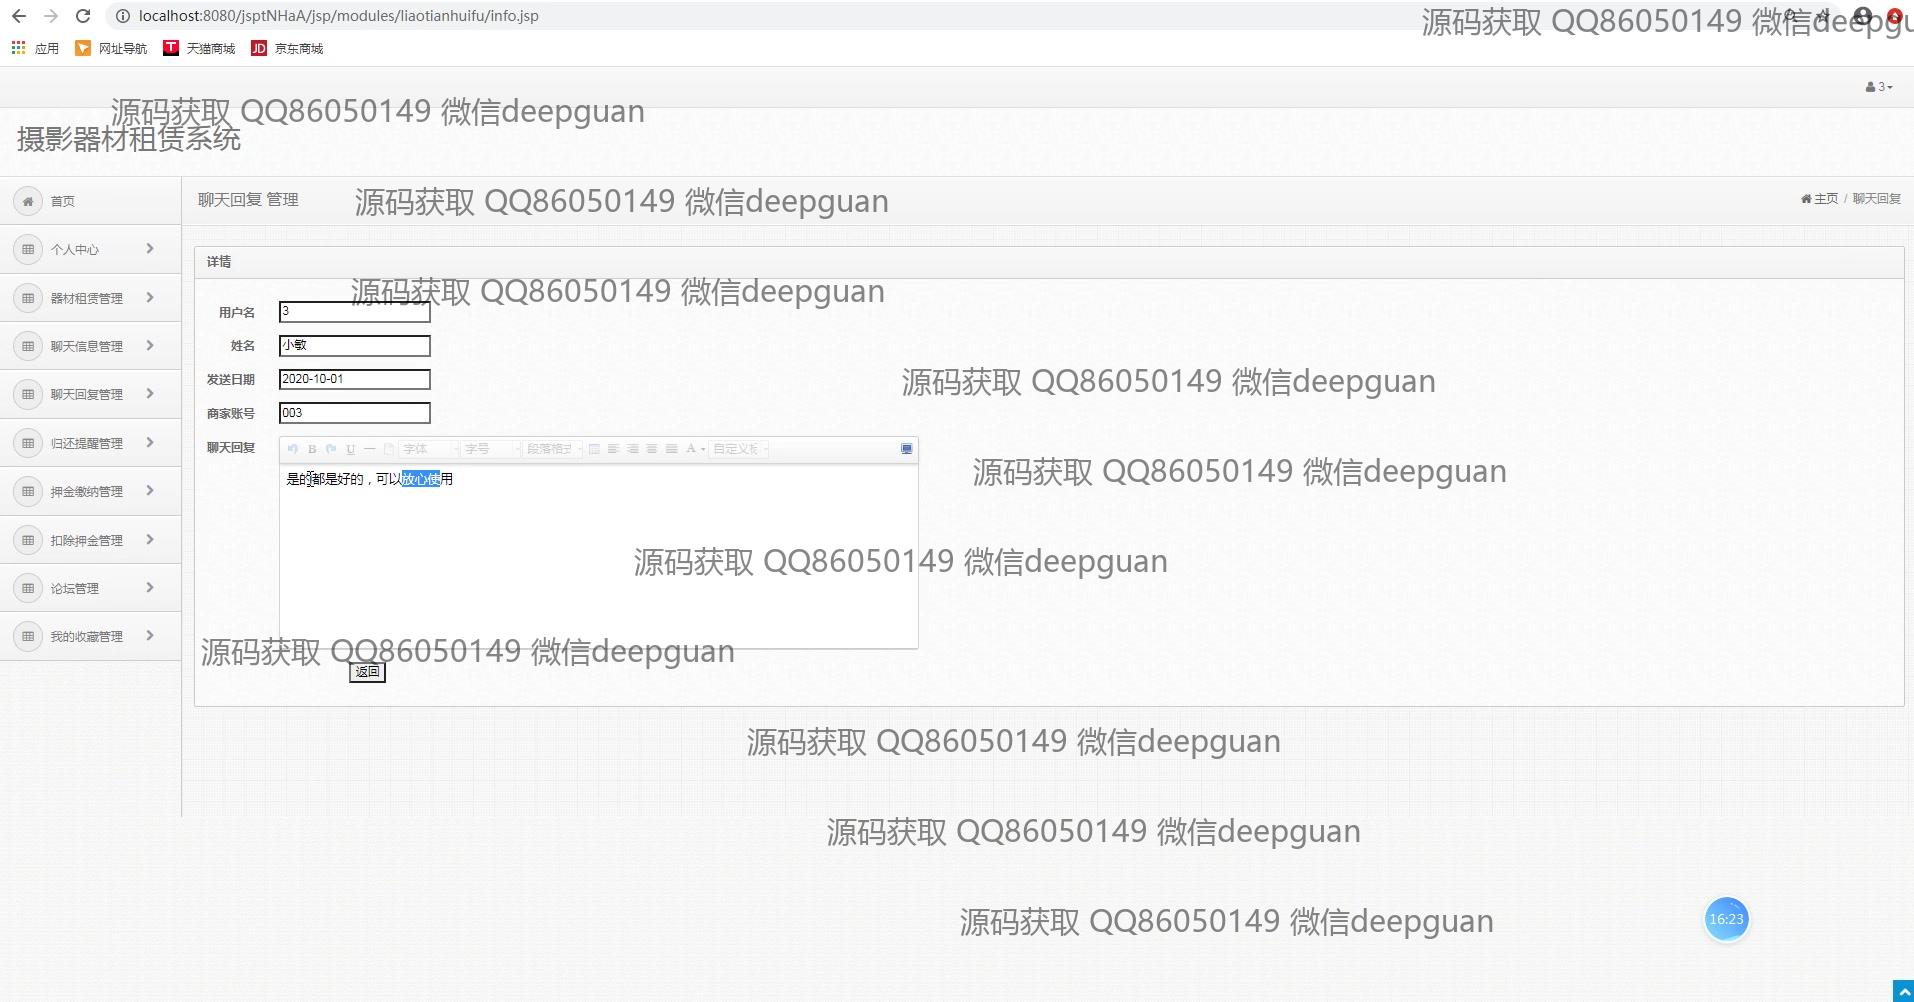 localhost:8080/jsptNHaA/jsp/modules/liaotianhuifu/info.jsp
源码获取 QQ86050149 微信deepgu
应用 网址导航 天猫商城 JD 京东商城
3
源码获取 QQ86050149 微信deepguan
摄影器材租赁系统
首页
个人中心
器材租赁管理
聊天信息管理
聊天回复管理
归还提醒管理
押金缴纳管理
扣除押金管理
论坛管理
我的收藏管理
聊天回复 管理
源码获取 QQ86050149 微信deepguan
主页 / 聊天回复
详情
源码获取 QQ86050149 微信deepguan
用户名 3
姓名 小敏
源码获取 QQ86050149 微信deepguan
发送日期 2020-10-01
商家账号 003
聊天回复
B U 字体 字号 段落格式 A 自定义标
源码获取 QQ86050149 微信deepguan
是的都是好的，可以放心使用
源码获取 QQ86050149 微信deepguan
源码获取 QQ86050149 微信deepguan
返回
源码获取 QQ86050149 微信deepguan
源码获取 QQ86050149 微信deepguan
源码获取 QQ86050149 微信deepguan
16:23